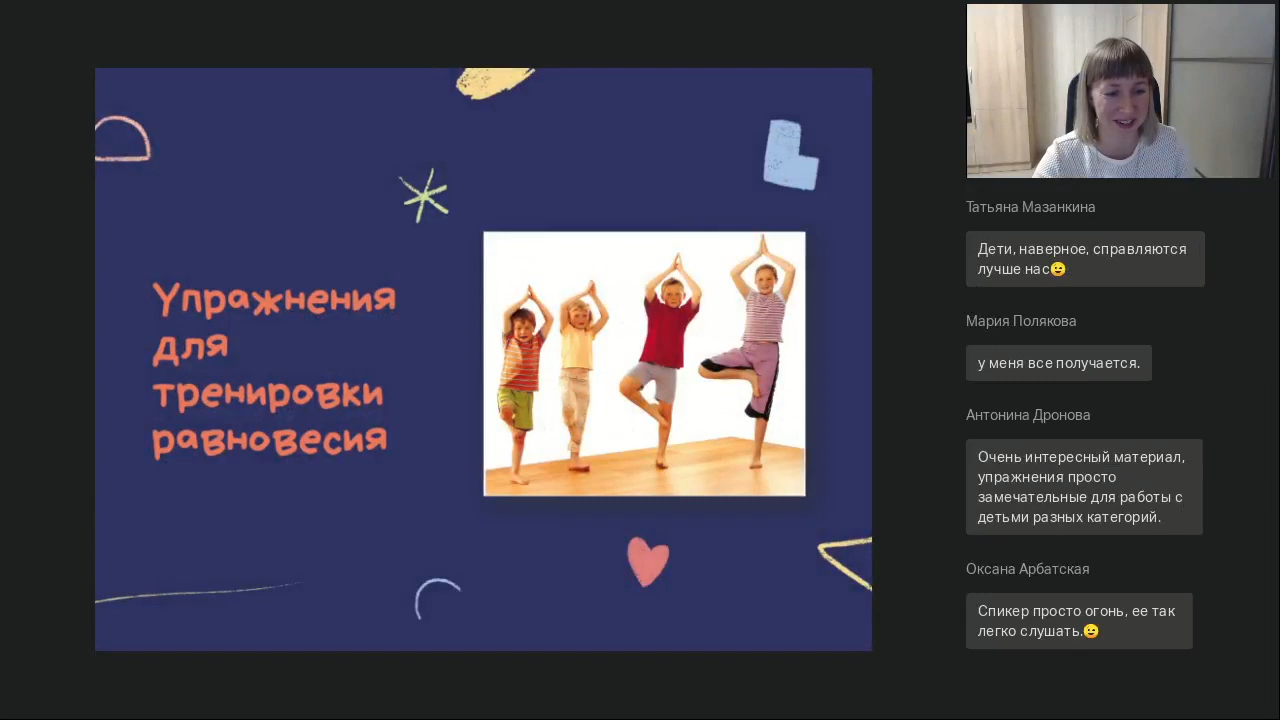 Упражнения
для
тренировки
равновесия
Татьяна Мазанкина
Дети, наверное, справляются
лучше нас😉
Мария Полякова
у меня все получается.
Антонина Дронова
Очень интересный материал,
упражнения просто
замечательные для работы с
детьми разных категорий.
Оксана Арбатская
Спикер просто огонь, ее так
легко слушать.😉